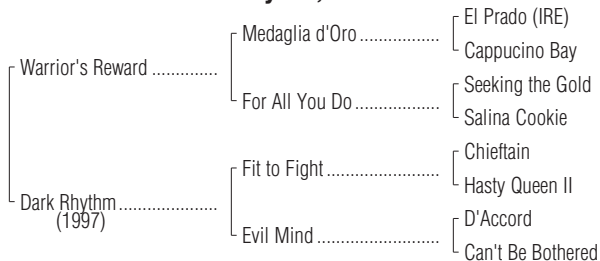 El Prado (IRE)
Medaglia d'Oro ..................
Cappucino Bay
Warrior's Reward .............
Seeking the Gold
For All You Do ...................
Salina Cookie
Chieftain
Fit to Fight .........................
Hasty Queen II
Dark Rhythm ......................
(1997)
D'Accord
Evil Mind ...........................
Can't Be Bothered